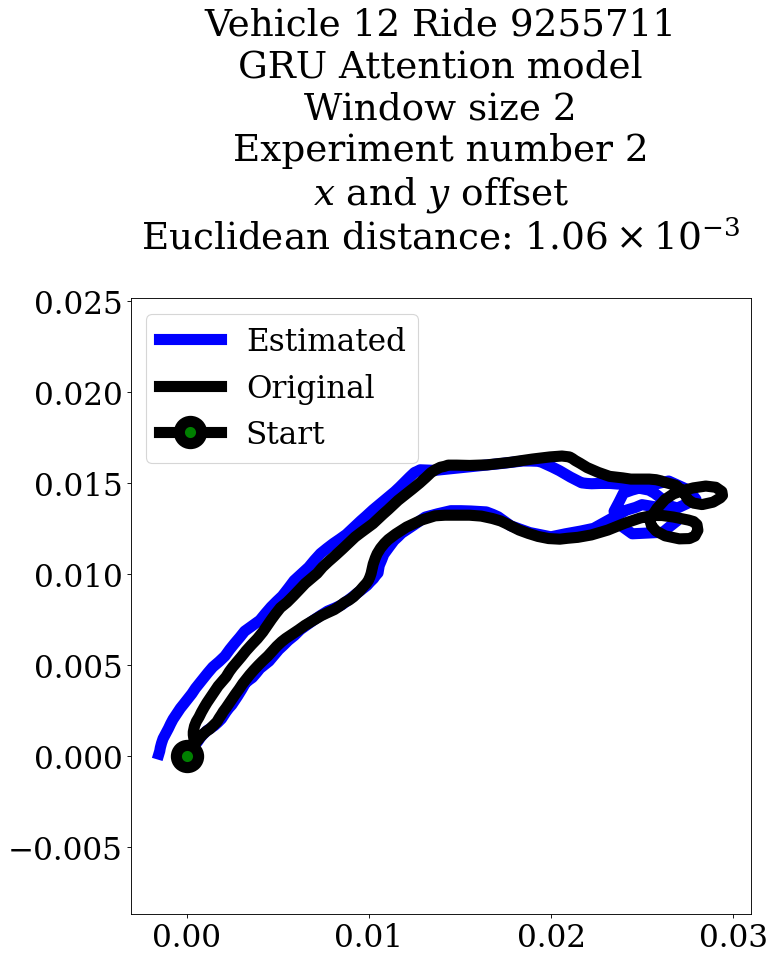 Vehicle 12 Ride 9255711
GRU Attention model
Window size 2
Experiment number 2
x and y offset
Euclidean distance: 1.06 × 10⁻³
0.025
0.020
0.015
0.010
0.005
0.000
−0.005
Estimated
Original
Start
0.00 0.01 0.02 0.03